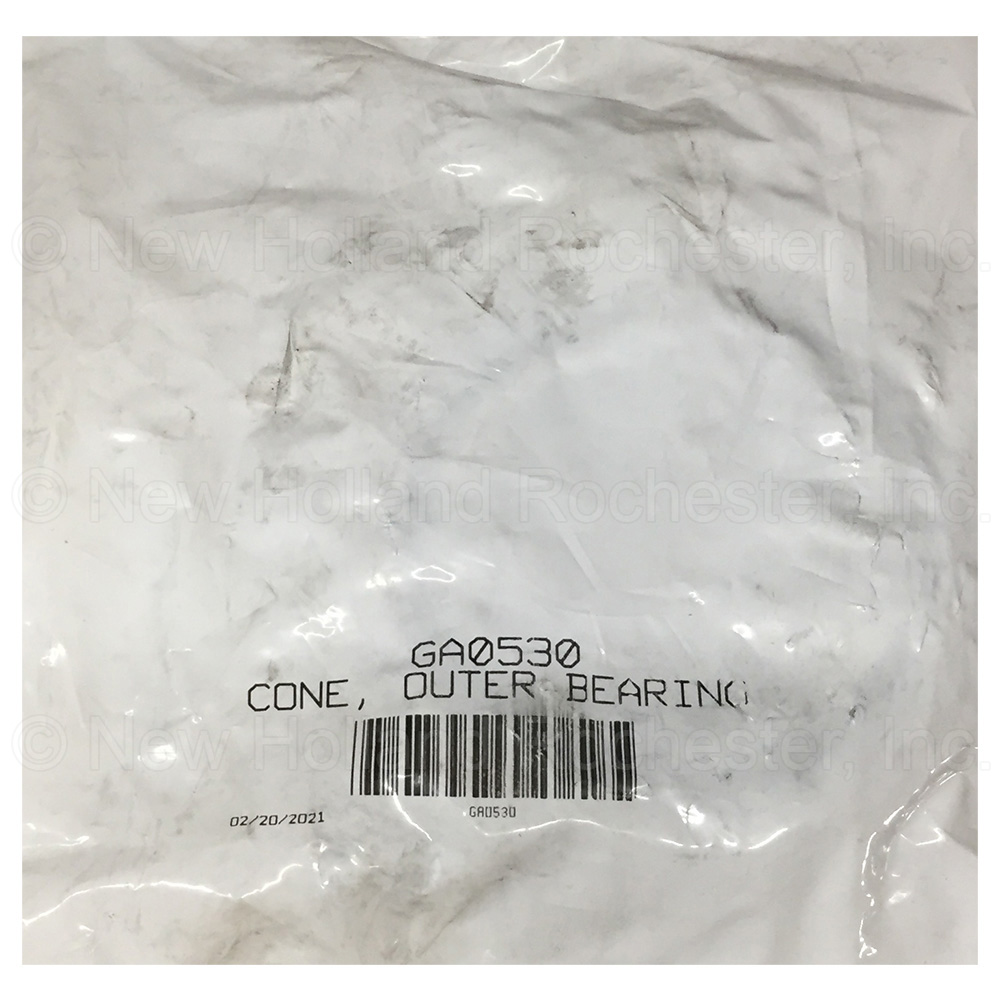 © New Holland Rochester, Inc.
© New Holland Rochester, Inc.
GA0530
CONE, OUTER BEARING
© New Holland Rochester, Inc.
GA0530
02/20/2021